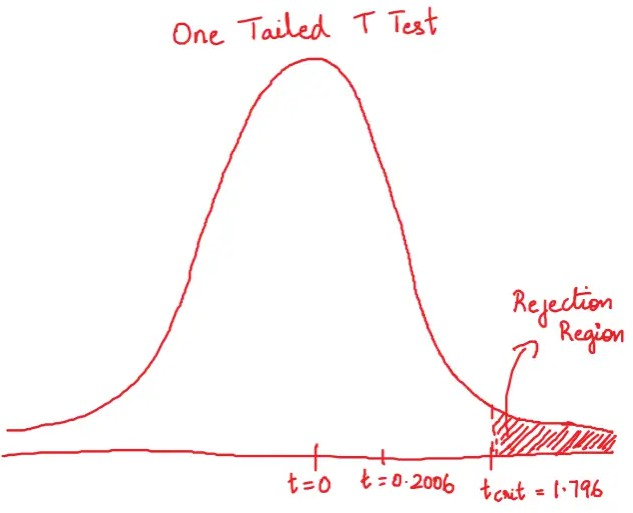 One Tailed T Test
Rejection
Region
t=0
t=0.2006
tcrit = 1.796